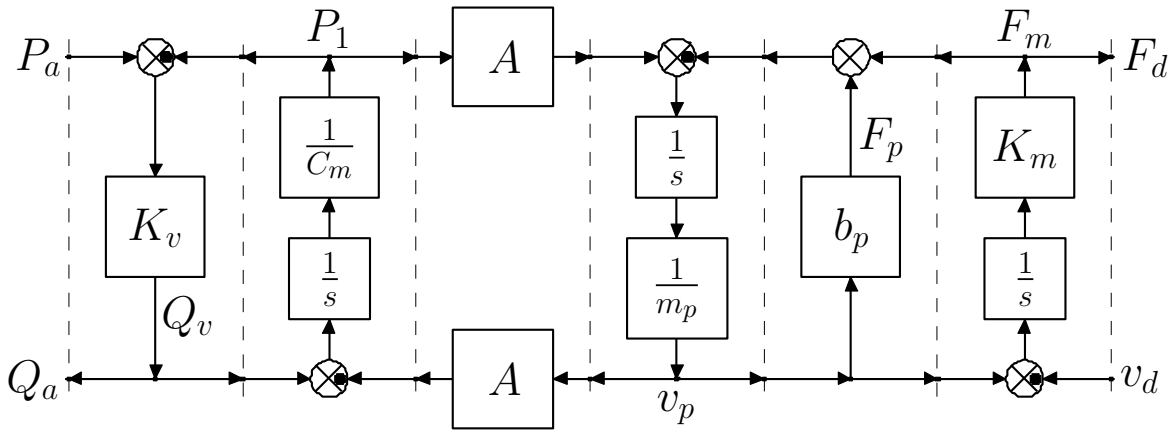 P_a P_1 A F_m F_d
1/C_m 1/s F_p K_m
K_v b_p
1/s 1/m_p 1/s
Q_v
Q_a A v_p v_d